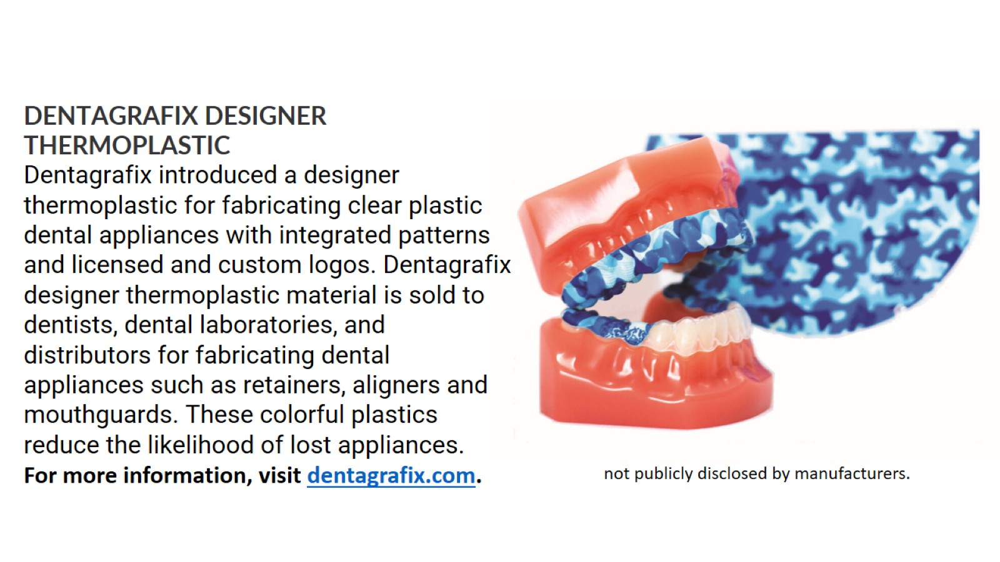 DENTAGRAFIX DESIGNER
THERMOPLASTIC
Dentagrafix introduced a designer
thermoplastic for fabricating clear plastic
dental appliances with integrated patterns
and licensed and custom logos. Dentagrafix
designer thermoplastic material is sold to
dentists, dental laboratories, and
distributors for fabricating dental
appliances such as retainers, aligners and
mouthguards. These colorful plastics
reduce the likelihood of lost appliances.
For more information, visit dentagrafix.com.
not publicly disclosed by manufacturers.